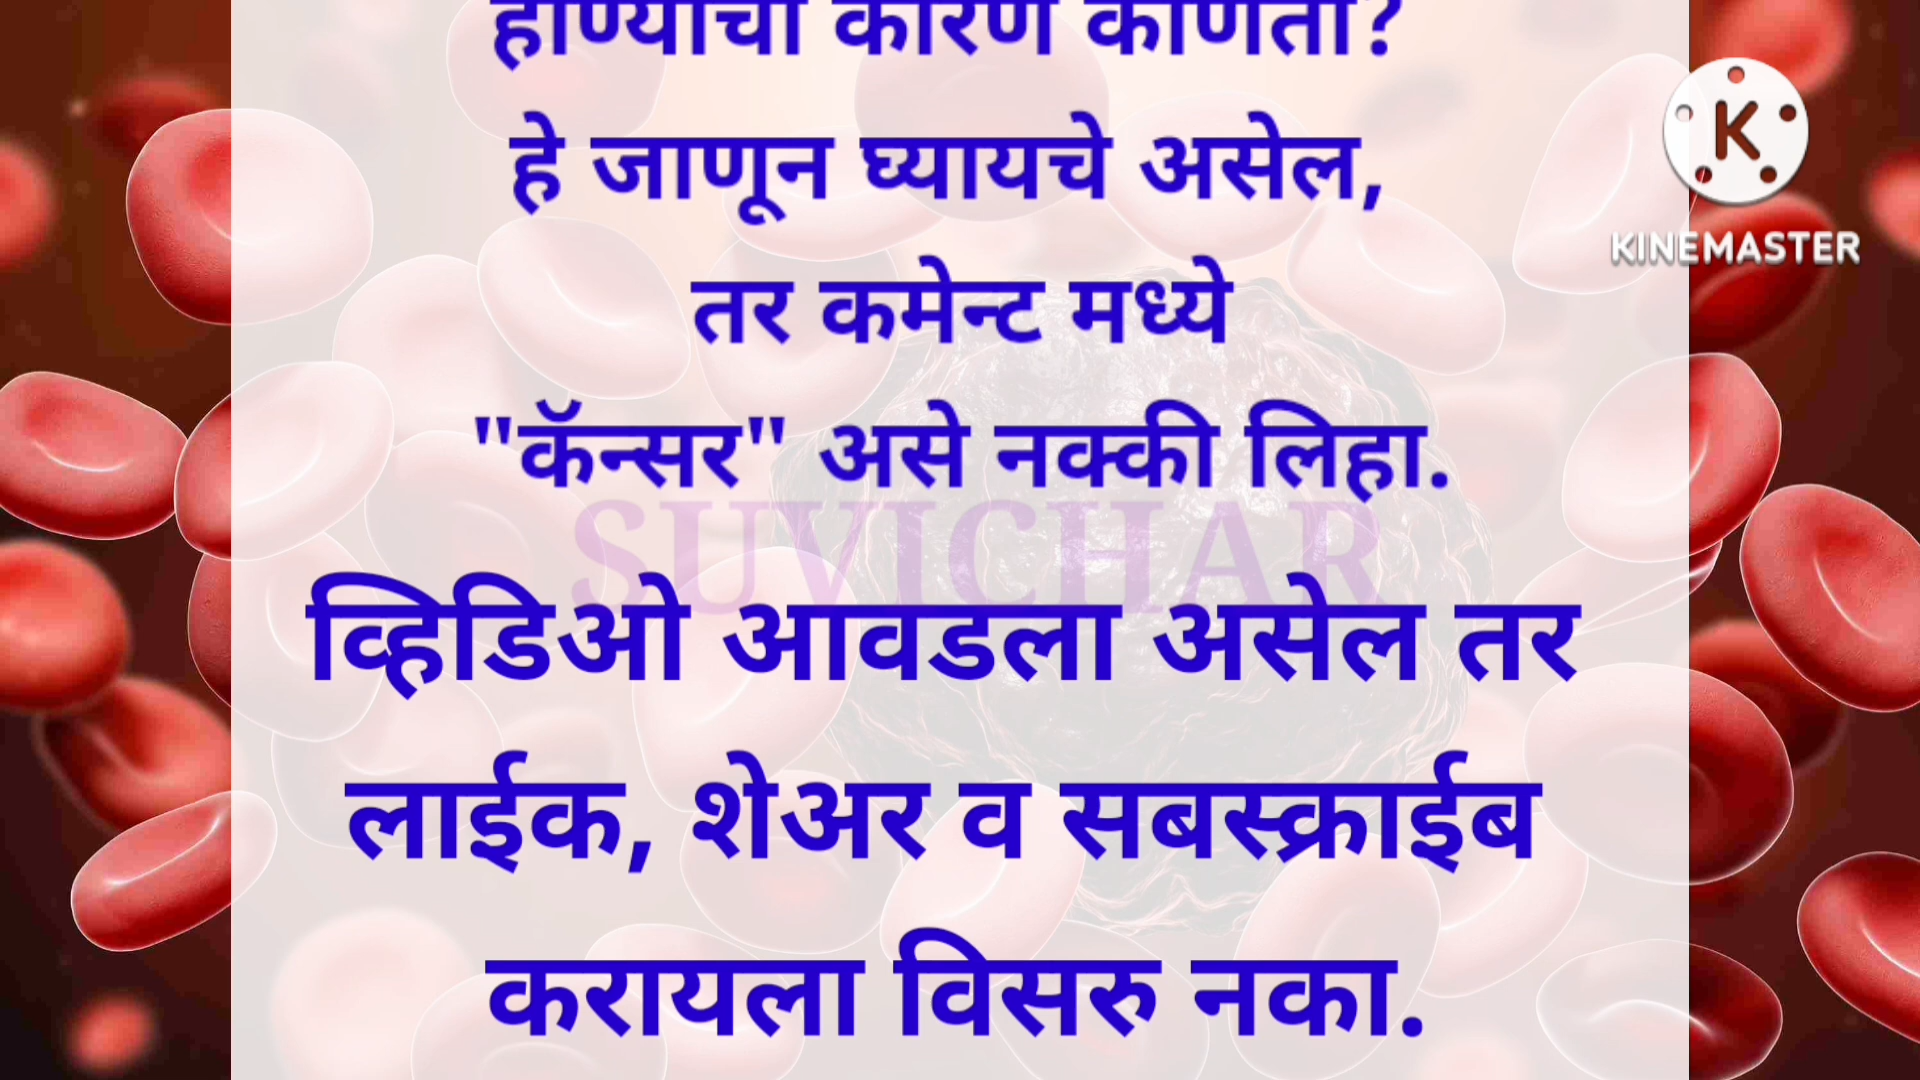 होण्याची कारणे कोणती?
हे जाणून घ्यायचे असेल,
तर कमेन्ट मध्ये
"कॅन्सर" असे नक्की लिहा.
व्हिडिओ आवडला असेल तर
लाईक, शेअर व सबस्क्राईब
करायला विसरु नका.
SUVICHAR
K
KINEMASTER